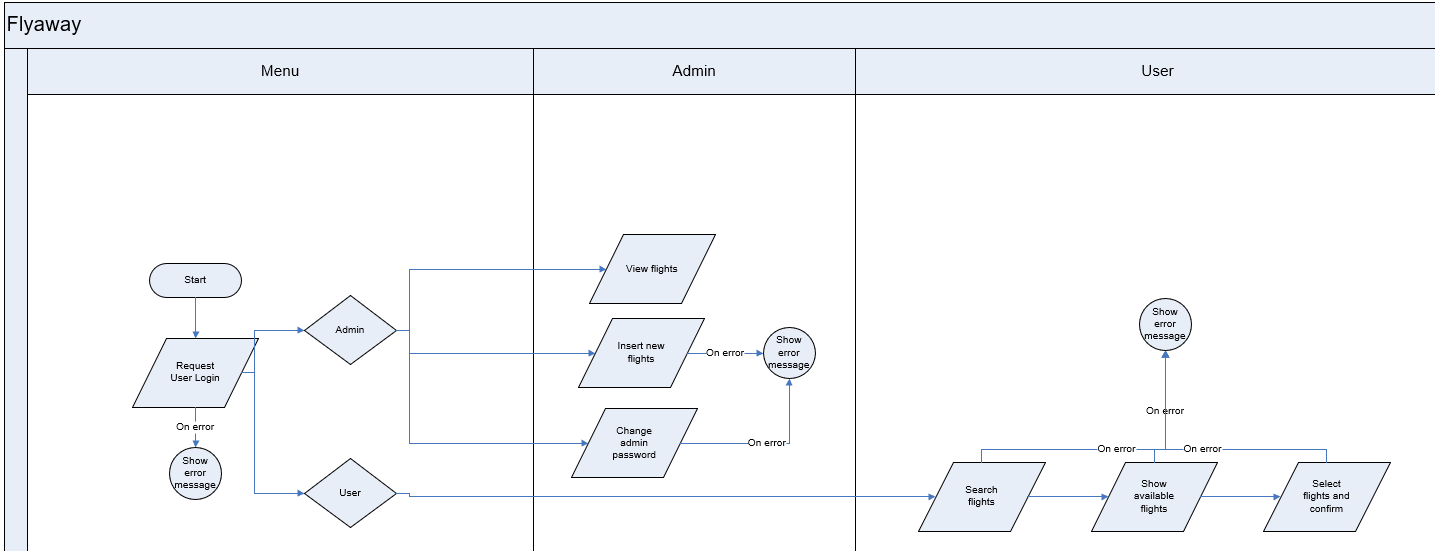 Flyaway
Menu
Admin
User
Start
Request
User Login
On error
Show
error
message
Admin
User
View flights
Insert new
flights
On error
Show
error
message
Change
admin
password
On error
Show
error
message
On error
On error
On error
Search
flights
Show
available
flights
Select
flights and
confirm